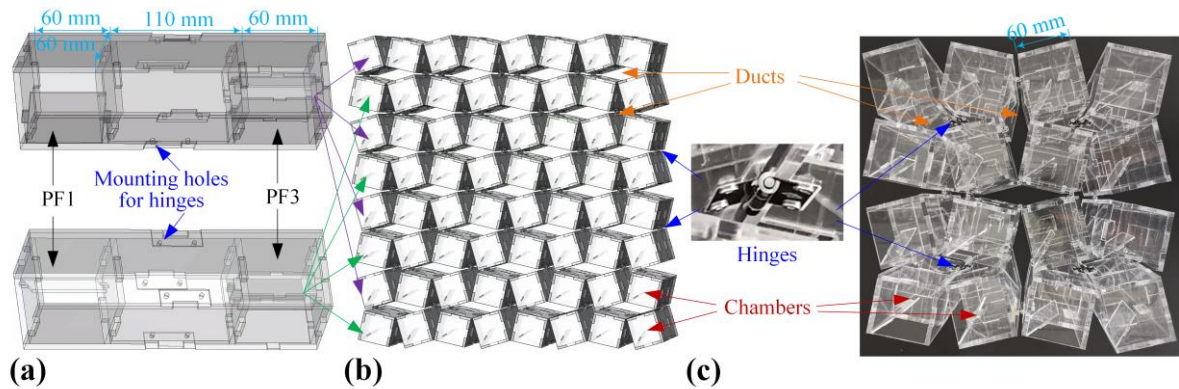 60 mm
110 mm
60 mm
60 mm
PF1
Mounting holes
for hinges
PF3
Ducts
Hinges
Chambers
60 mm
(a)
(b)
(c)